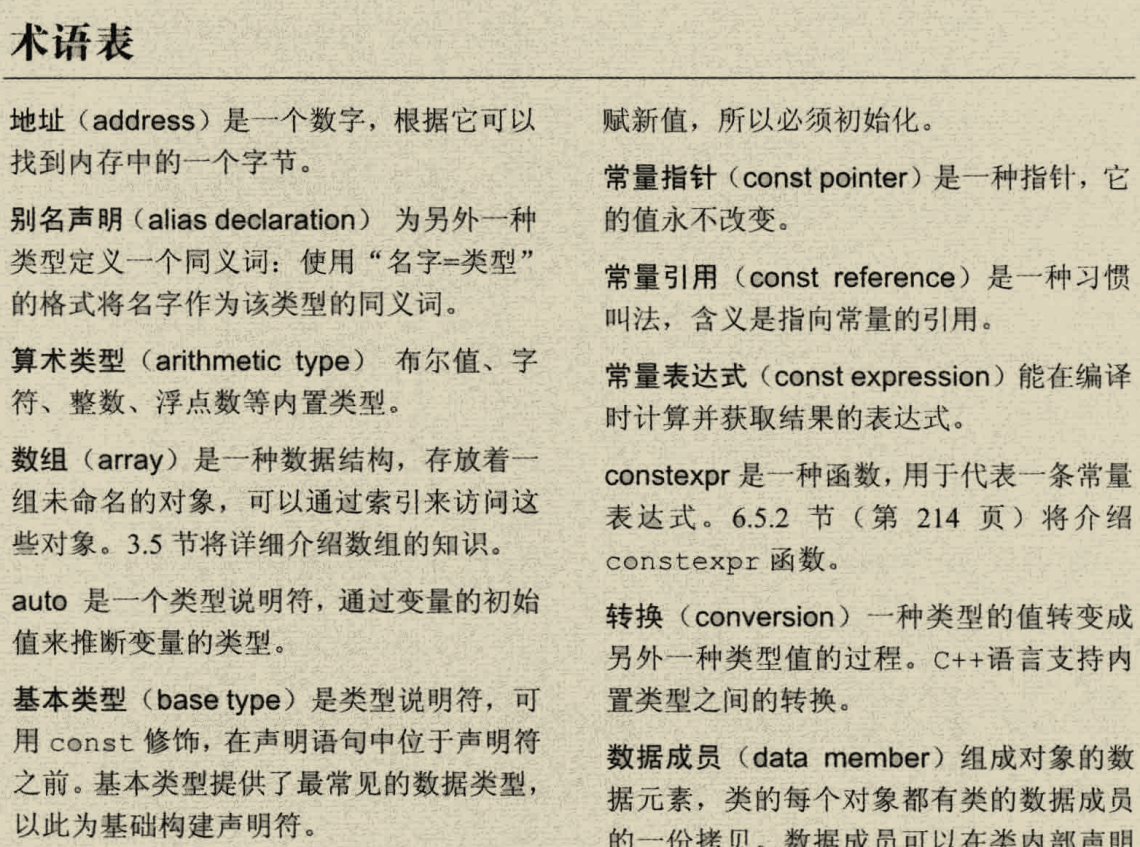 术语表
地址（address）是一个数字，根据它可以
找到内存中的一个字节。
别名声明（alias declaration） 为另外一种
类型定义一个同义词：使用“名字=类型”
的格式将名字作为该类型的同义词。
算术类型（arithmetic type） 布尔值、字
符、整数、浮点数等内置类型。
数组（array）是一种数据结构，存放着一
组未命名的对象，可以通过索引来访问这
些对象。3.5 节将详细介绍数组的知识。
auto 是一个类型说明符，通过变量的初始
值来推断变量的类型。
基本类型（base type）是类型说明符，可
用 const 修饰，在声明语句中位于声明符
之前。基本类型提供了最常见的数据类型，
以此为基础构建声明符。
赋新值，所以必须初始化。
常量指针（const pointer）是一种指针，它
的值永不改变。
常量引用（const reference）是一种习惯
叫法，含义是指向常量的引用。
常量表达式（const expression）能在编译
时计算并获取结果的表达式。
constexpr 是一种函数，用于代表一条常量
表达式。6.5.2 节（第 214 页）将介绍
constexpr 函数。
转换（conversion）一种类型的值转变成
另外一种类型值的过程。C++语言支持内
置类型之间的转换。
数据成员（data member）组成对象的数
据元素，类的每个对象都有类的数据成员
的一份拷贝。数据成员可以在类内部声明